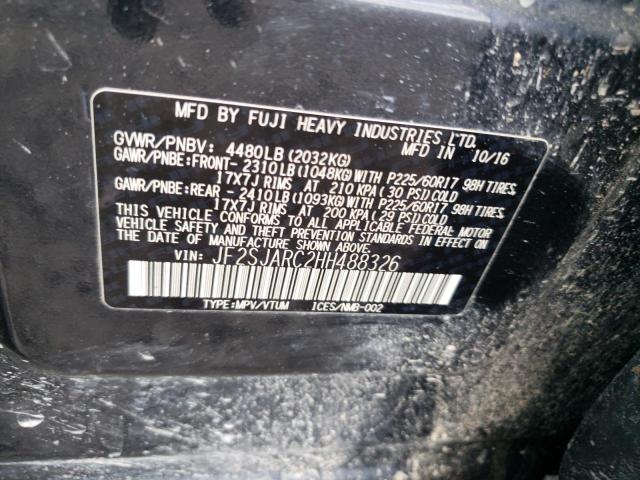 MFD BY FUJI HEAVY INDUSTRIES LTD.
MFD IN 10/16
GVWR/PNBV: 4480LB(2032KG)
GAWR/PNBE:FRONT- 2310LB(1048KG)WITH P225/60R17 98H TIRES,
17X7J RIMS AT 210 KPA(30 PSI)COLD
GAWR/PNBE:REAR - 2410LB(1093KG)WITH P225/60R17 98H TIRES,
17X7J RIMS AT 200 KPA(29 PSI)COLD
THIS VEHICLE CONFORMS TO ALL APPLICABLE FEDERAL MOTOR
VEHICLE SAFETY AND THEFT PREVENTION STANDARDS IN EFFECT ON
THE DATE OF MANUFACTURE SHOWN ABOVE.
VIN: JF2SJARC2HH488326
TYPE:MPV/VTUM ICES/NMB-002